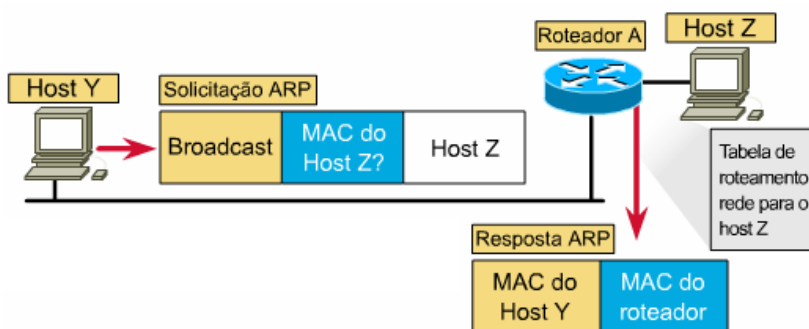 Host Y
Solicitação ARP
Broadcast
MAC do
Host Z?
Host Z
Roteador A
Host Z
Tabela de
roteamento
rede para o
host Z
Resposta ARP
MAC do
Host Y
MAC do
roteador